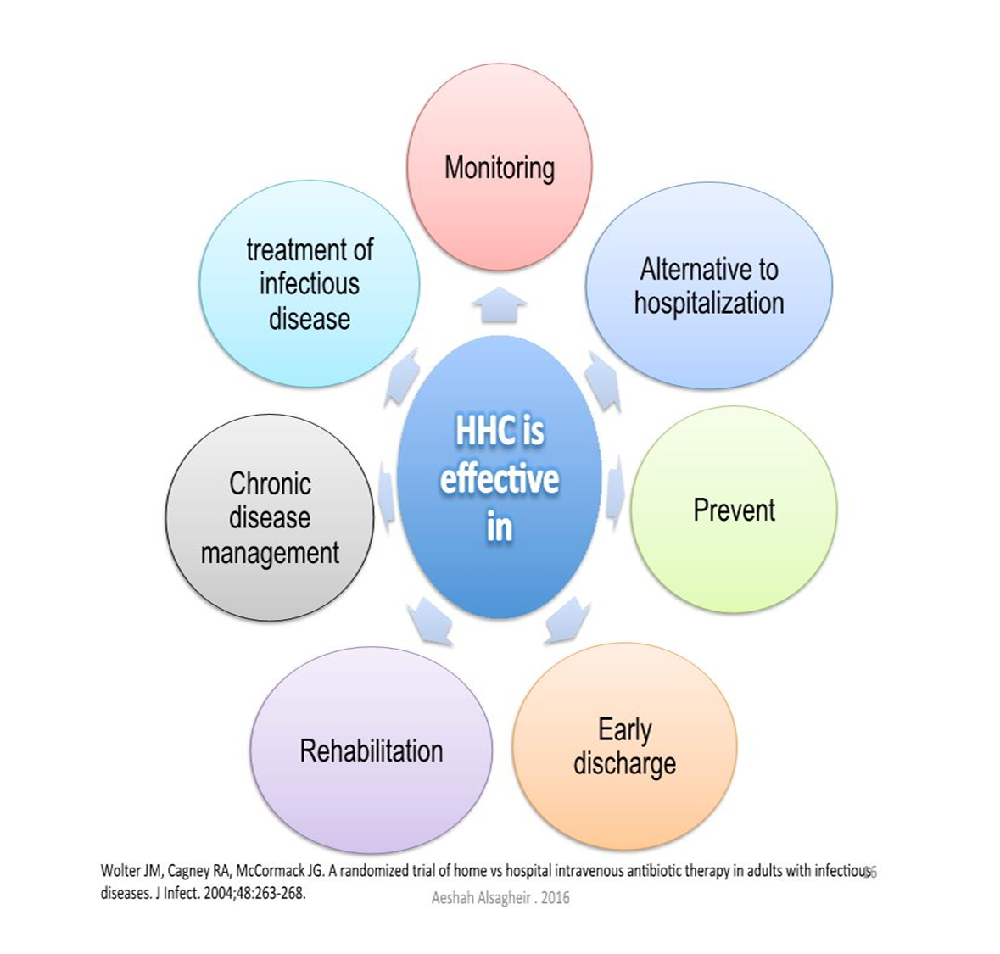 Monitoring
Alternative to
hospitalization
Prevent
Early
discharge
Rehabilitation
Chronic
disease
management
treatment of
infectious
disease
HHC is
effective
in
Wolter JM, Cagney RA, McCormack JG. A randomized trial of home vs hospital intravenous antibiotic therapy in adults with infectious
diseases. J Infect. 2004;48:263-268.
Aeshah Alsagheir . 2016